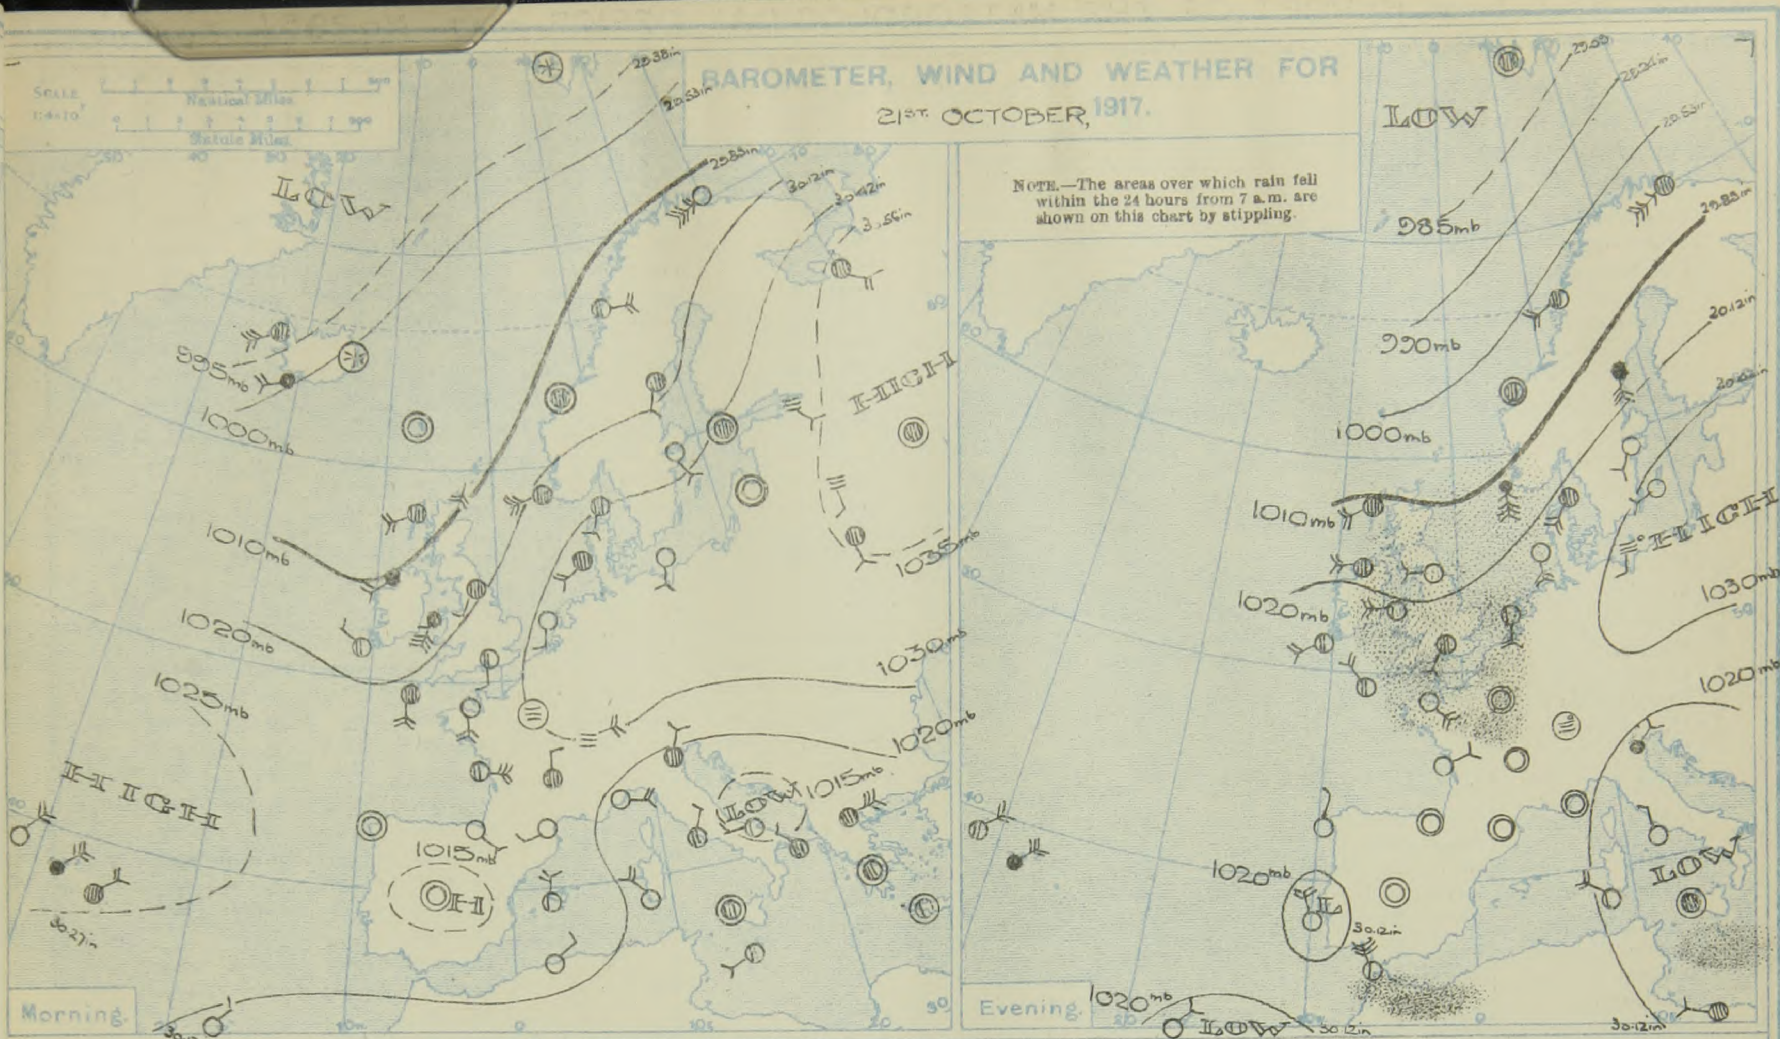 BAROMETER, WIND AND WEATHER FOR
21ST. OCTOBER, 1917.
NOTE.—The areas over which rain fell
within the 24 hours from 7 a.m. are
shown on this chart by stippling.
SCALE
Nautical Miles
Statute Miles
LOW
29.38in
29.53in
29.83in
30.12in
30.42in
995mb
1000mb
1010mb
1020mb
1025mb
HIGH
30.27in
HIGH
1035mb
1030mb
1020mb
1015mb
LOW
1015mb
H
Morning.
LOW
985mb
990mb
1000mb
1010mb
1020mb
29.53in
29.83in
HIGH
1030mb
1020mb
1020mb
L
30.12in
LOW
1020mb
LOW
30.12in
30.12in
Evening.